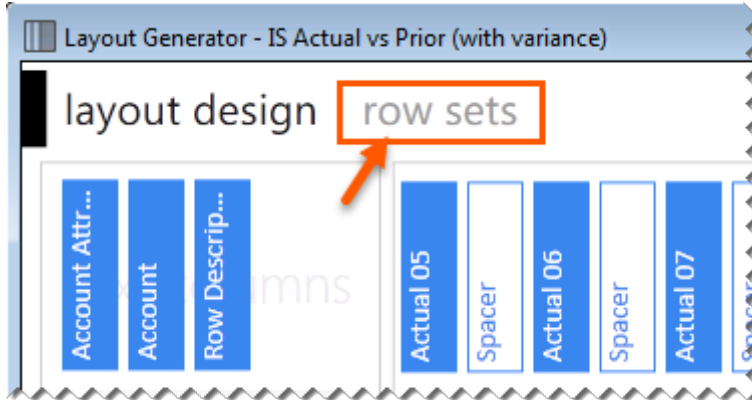 Layout Generator - IS Actual vs Prior (with variance)
layout design
row sets
Account Attr...
Account
Row Descrip...
Actual 05
Spacer
Actual 06
Spacer
Actual 07
Spacer